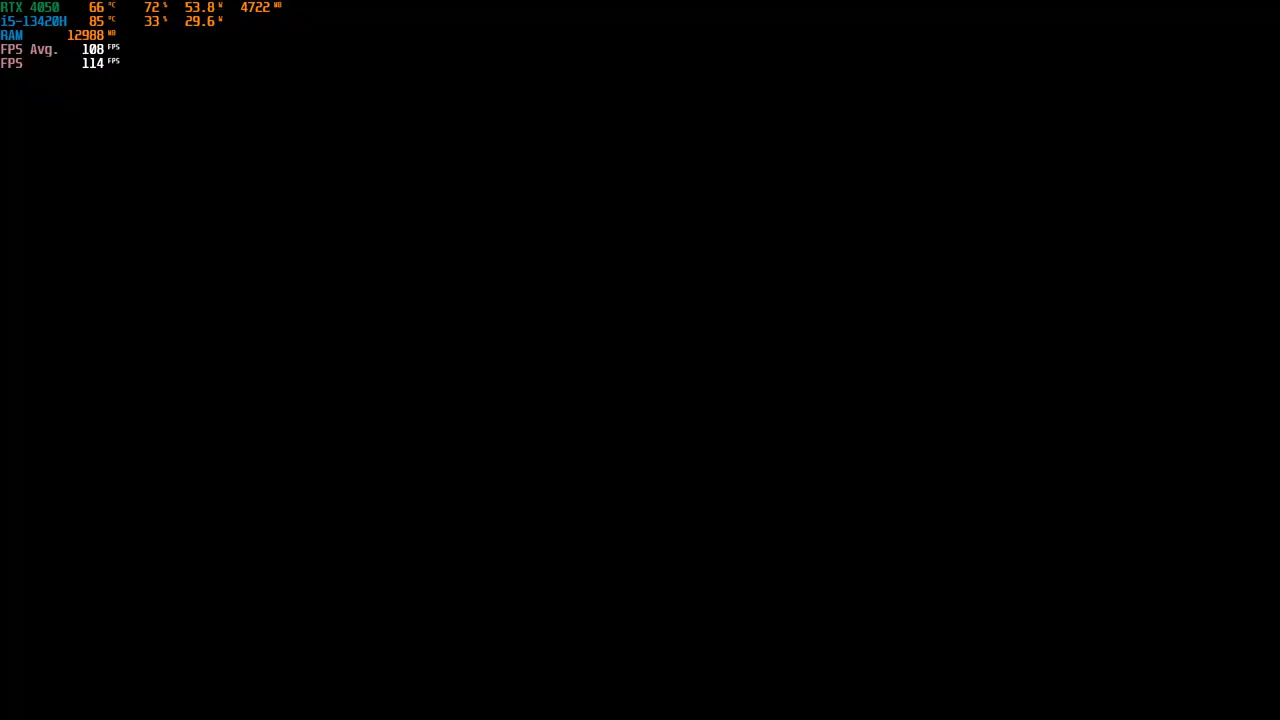 RTX 4050 66 °C 72 % 53.8 W 4722 MB
i5-13420H 85 °C 33 % 29.6 W
RAM 12988 MB
FPS Avg. 108 FPS
FPS 114 FPS